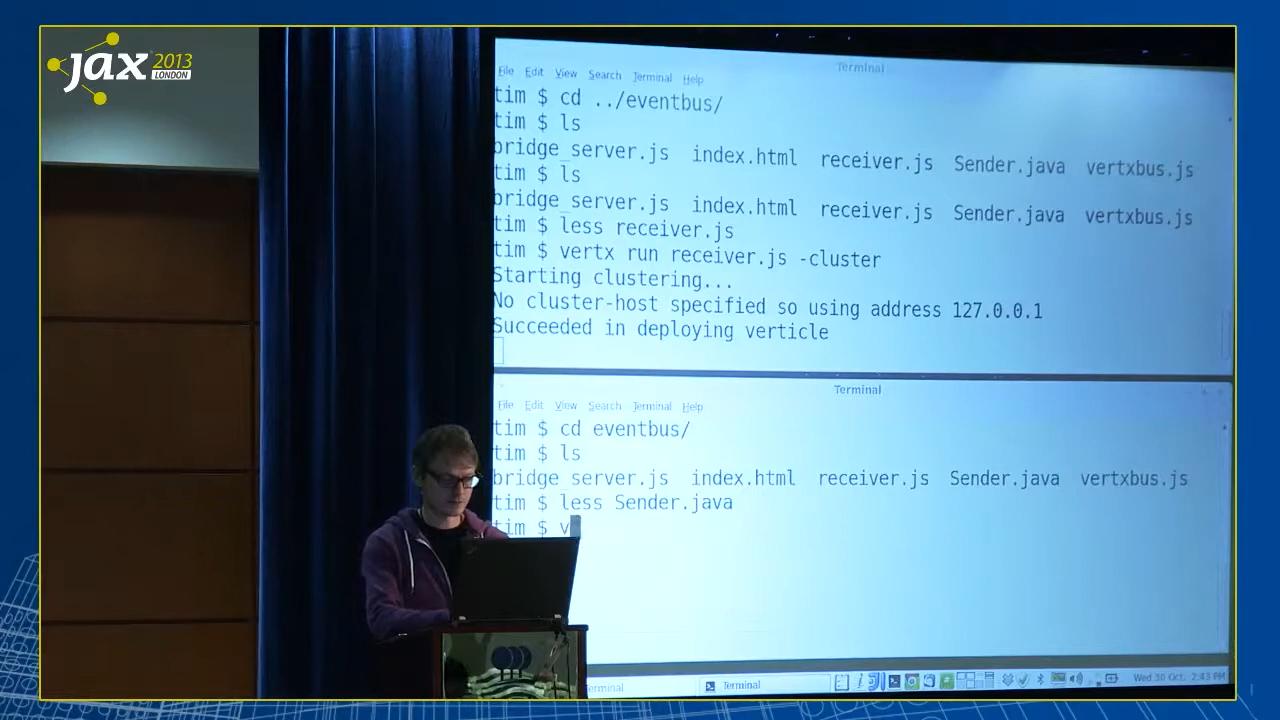 jax 2013
LONDON
Terminal
File Edit View Search Terminal Help
tim $ cd ../eventbus/
tim $ ls
bridge_server.js index.html receiver.js Sender.java vertxbus.js
tim $ ls
bridge_server.js index.html receiver.js Sender.java vertxbus.js
tim $ less receiver.js
tim $ vertx run receiver.js -cluster
Starting clustering...
No cluster-host specified so using address 127.0.0.1
Succeeded in deploying verticle
Terminal
File Edit View Search Terminal Help
tim $ cd eventbus/
tim $ ls
bridge_server.js index.html receiver.js Sender.java vertxbus.js
tim $ less Sender.java
tim $ v
Terminal
Terminal
Wed 30 Oct, 2:43 PM